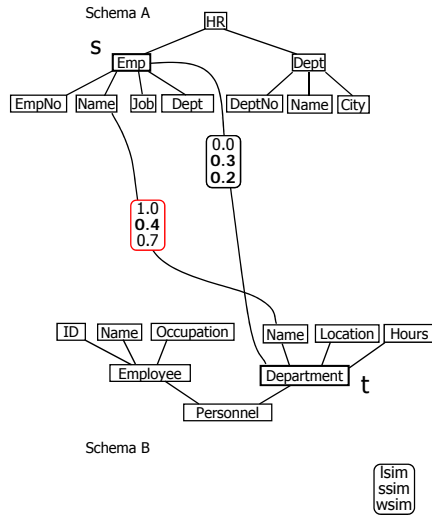 Schema A
HR
s
Emp
Dept
EmpNo Name Job Dept
DeptNo Name City
0.0
0.3
0.2
1.0
0.4
0.7
ID Name Occupation
Name Location Hours
Employee
Department
t
Personnel
Schema B
lsim
ssim
wsim